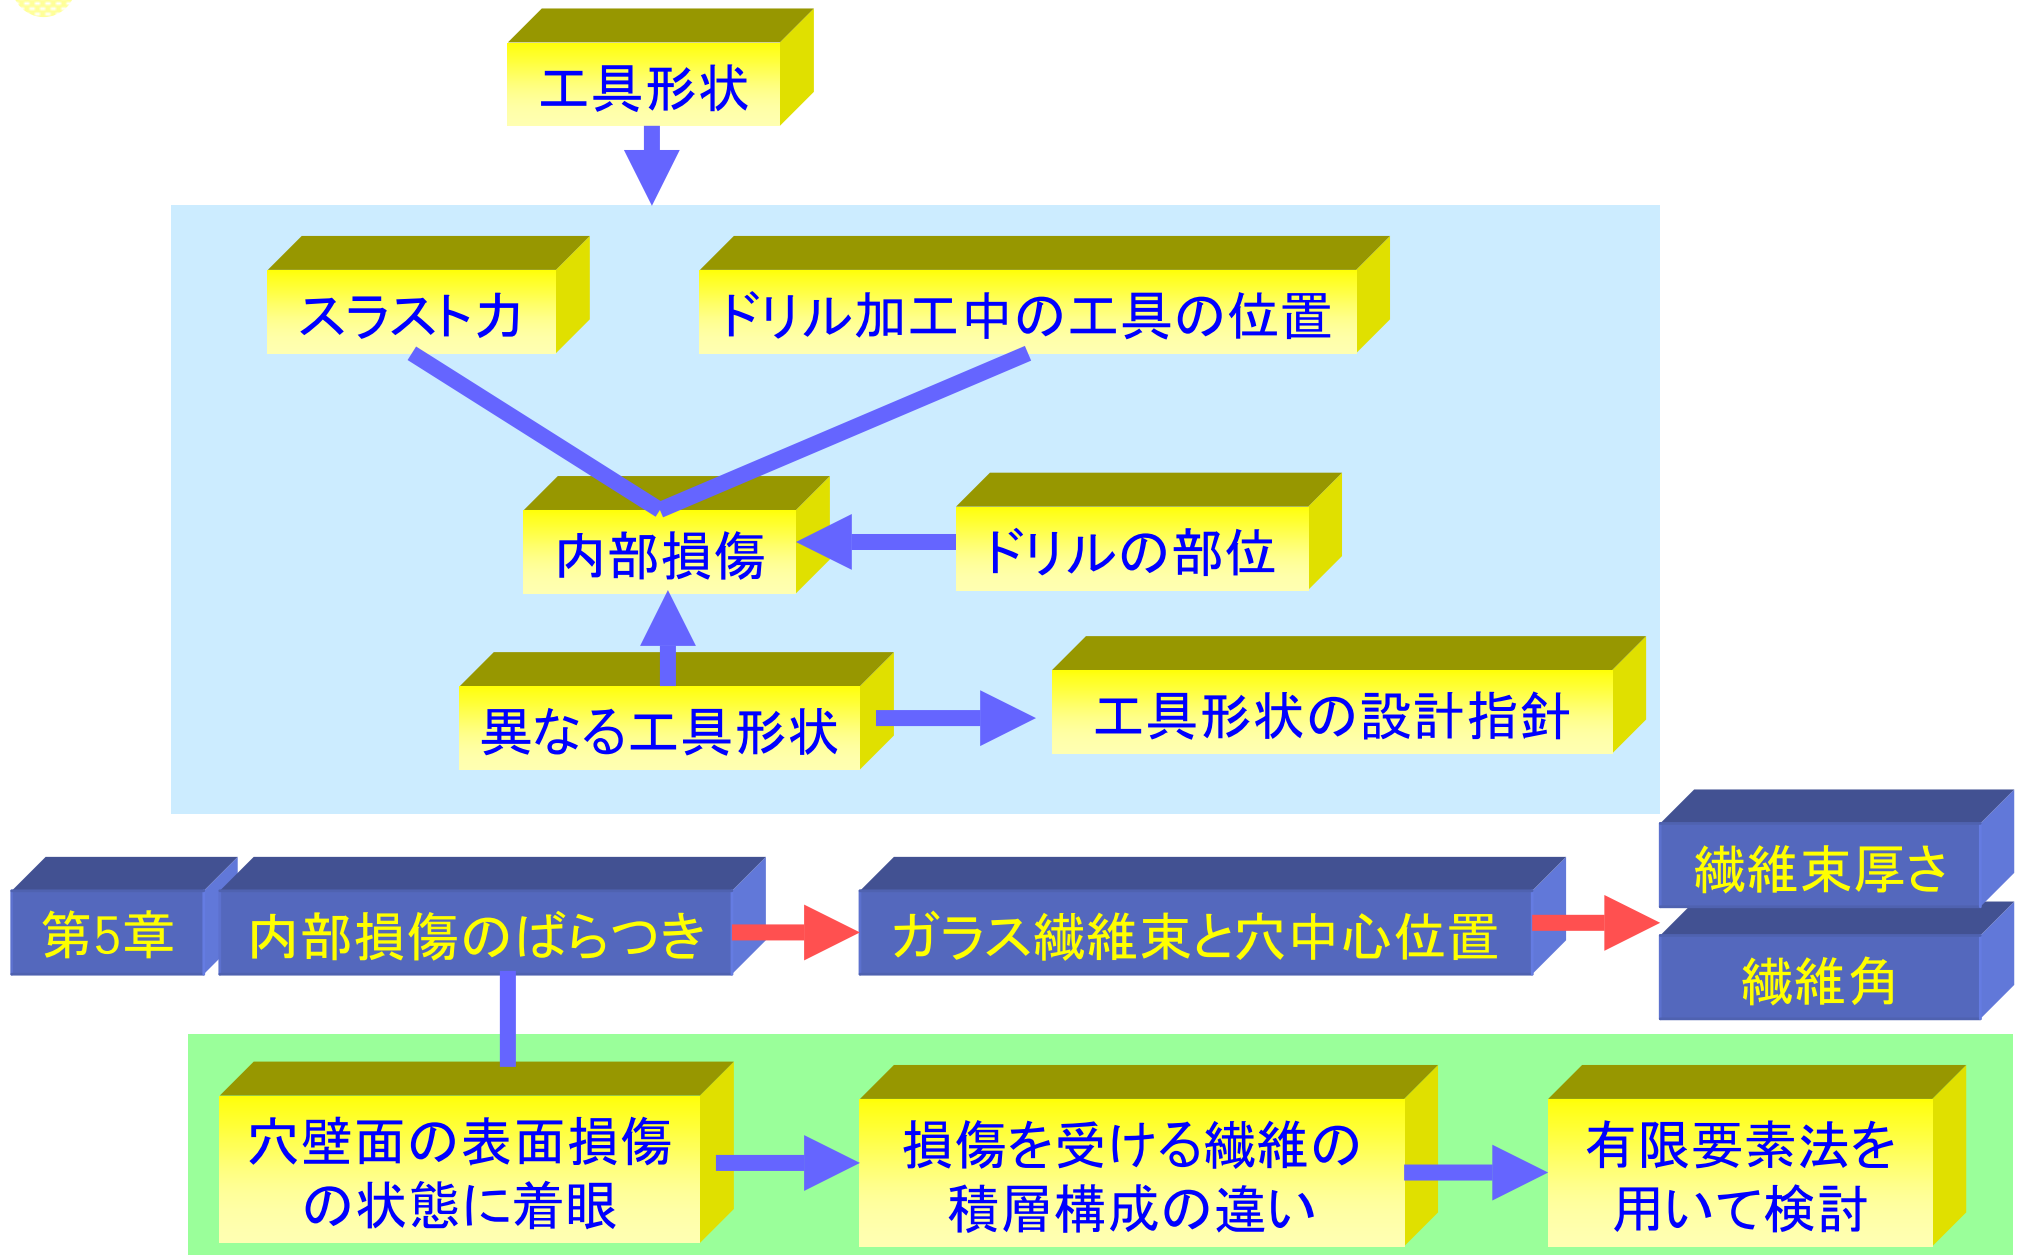 工具形状
スラスト力
ドリル加工中の工具の位置
内部損傷
ドリルの部位
異なる工具形状
工具形状の設計指針
第5章
内部損傷のばらつき
ガラス繊維束と穴中心位置
繊維束厚さ
繊維角
穴壁面の表面損傷
の状態に着眼
損傷を受ける繊維の
積層構成の違い
有限要素法を
用いて検討